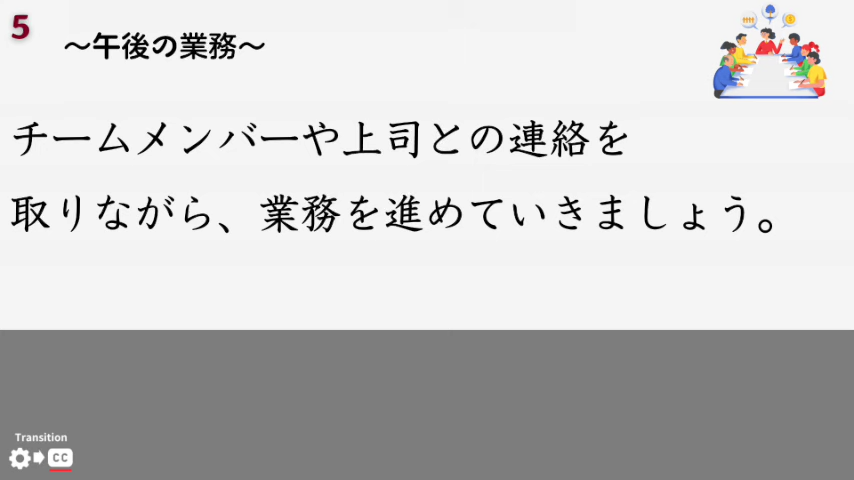 5
～午後の業務～
チームメンバーや上司との連絡を
取りながら、業務を進めていきましょう。
Transition
CC